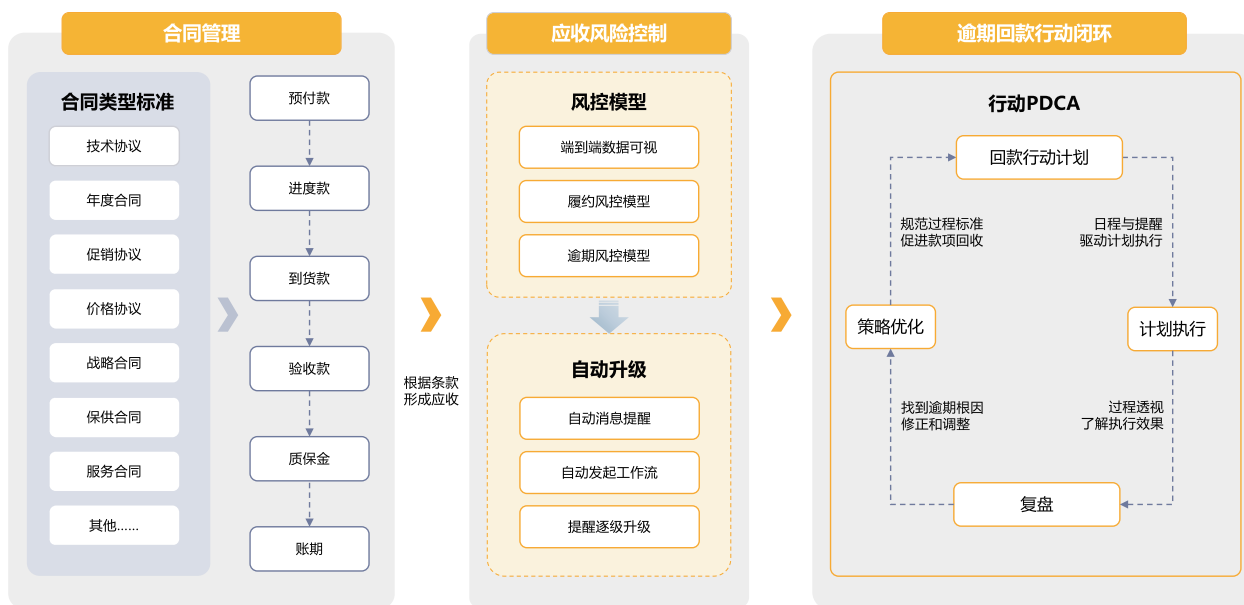 合同管理
合同类型标准
技术协议
年度合同
促销协议
价格协议
战略合同
保供合同
服务合同
其他......
预付款
进度款
到货款
验收款
质保金
账期
根据条款
形成应收
应收风险控制
风控模型
端到端数据可视
履约风控模型
逾期风控模型
自动升级
自动消息提醒
自动发起工作流
提醒逐级升级
逾期回款行动闭环
行动PDCA
回款行动计划
日程与提醒
驱动计划执行
计划执行
过程透视
了解执行效果
复盘
找到逾期根因
修正和调整
策略优化
规范过程标准
促进款项回收